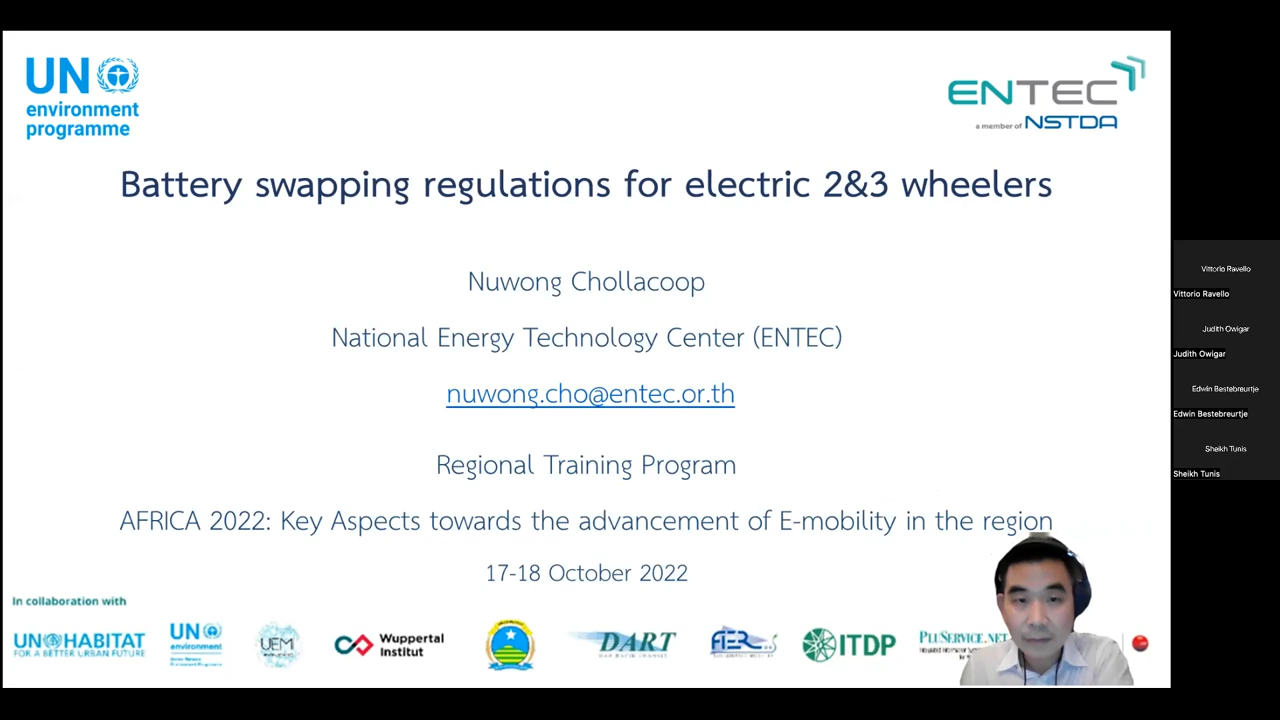 UN
environment
programme
ENTEC
a member of NSTDA
Battery swapping regulations for electric 2&3 wheelers
Nuwong Chollacoop
National Energy Technology Center (ENTEC)
nuwong.cho@entec.or.th
Regional Training Program
AFRICA 2022: Key Aspects towards the advancement of E-mobility in the region
17-18 October 2022
In collaboration with
UN HABITAT
FOR A BETTER URBAN FUTURE
UN
environment
UEMI
Wuppertal
Institut
DART
FIER
ITDP
PLUSERVICE.NET
Vittorio Ravello
Vittorio Ravello
Judith Owigar
Judith Owigar
Edwin Bestebreurtje
Edwin Bestebreurtje
Sheikh Tunis
Sheikh Tunis